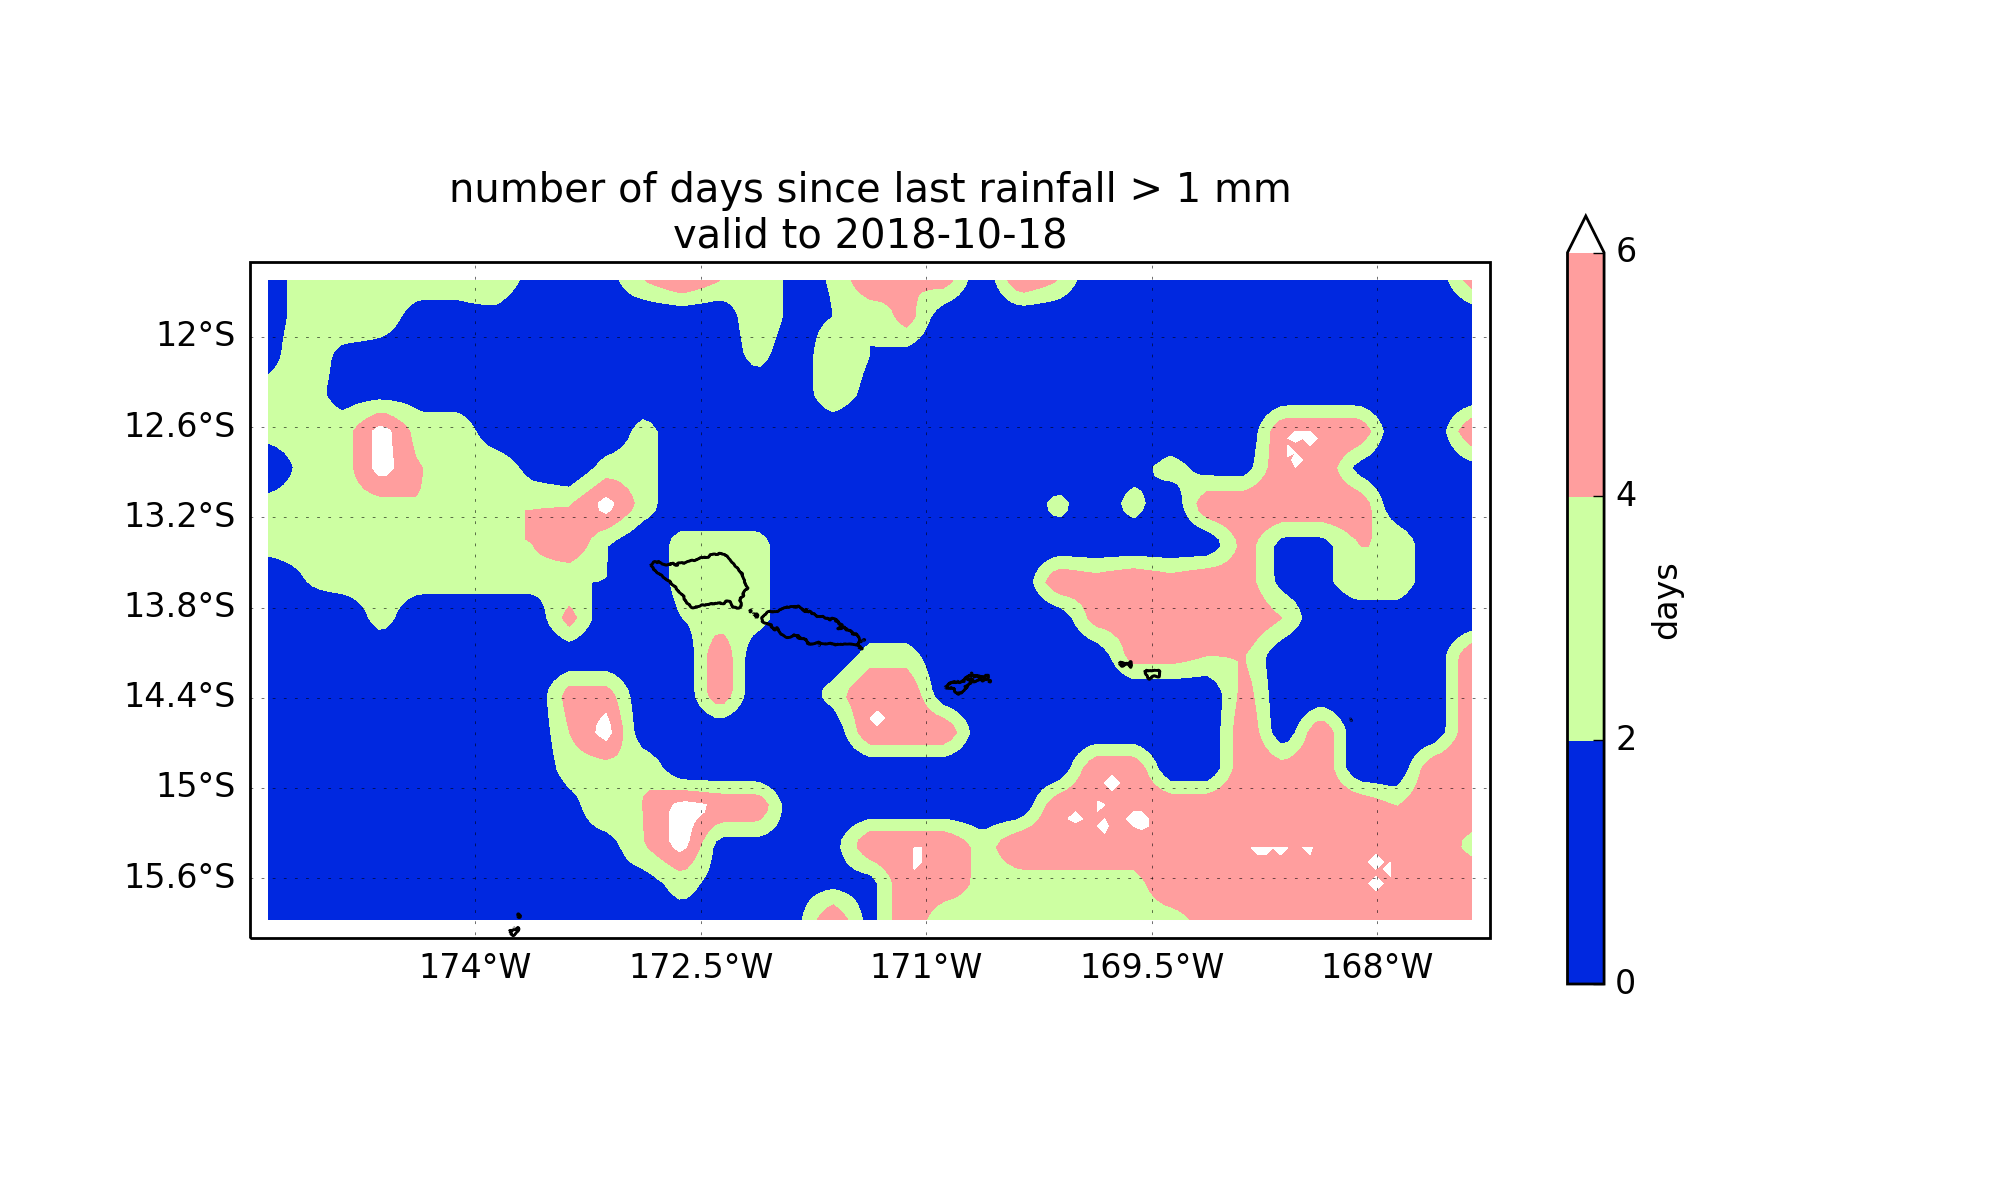 number of days since last rainfall > 1 mm
valid to 2018-10-18
12°S
12.6°S
13.2°S
13.8°S
14.4°S
15°S
15.6°S
174°W 172.5°W 171°W 169.5°W 168°W
6
4
2
0
days